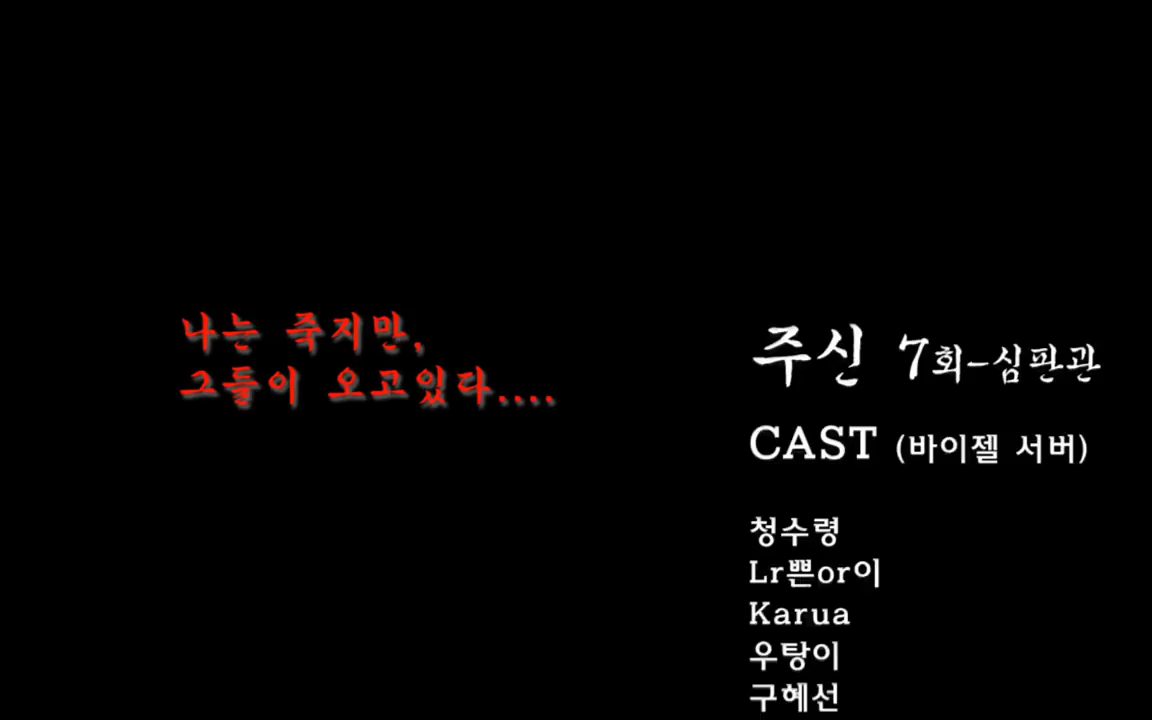 나는 죽지만,
그들이 오고있다....
주신 7회-심판관
CAST (바이젤 서버)
청수령
Lr쁜or이
Karua
우탕이
구혜선